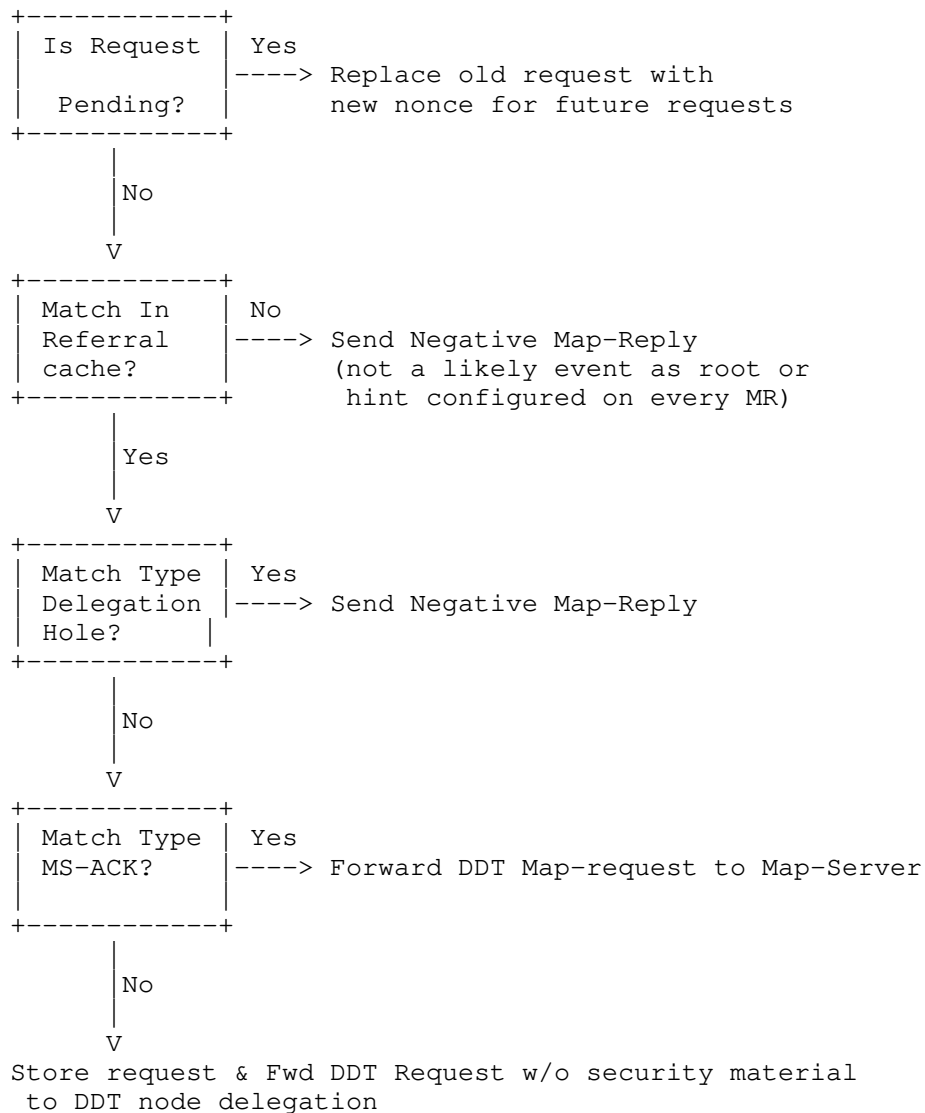 +------------+
| Is Request | Yes
|            |----> Replace old request with
|  Pending?  |      new nonce for future requests
+------------+
      |
      |No
      |
      V
+------------+
| Match In   | No
| Referral   |----> Send Negative Map-Reply
| cache?     |      (not a likely event as root or
+------------+       hint configured on every MR)
      |
      |Yes
      |
      V
+------------+
| Match Type | Yes
| Delegation |----> Send Negative Map-Reply
| Hole?     |
+------------+
      |
      |No
      |
      V
+------------+
| Match Type | Yes
| MS-ACK?    |----> Forward DDT Map-request to Map-Server
|            |
+------------+
      |
      |No
      |
      V
Store request & Fwd DDT Request w/o security material
 to DDT node delegation